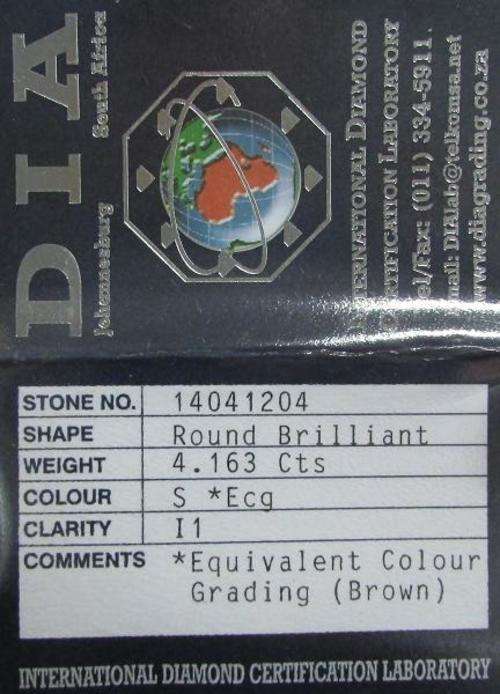 DIA
Johannesburg South Africa
INTERNATIONAL DIAMOND
CERTIFICATION LABORATORY
Tel/Fax: (011) 334-5911.
email: DIAlab@telkomsa.net
www.diagrading.co.za
STONE NO. 14041204
SHAPE Round Brilliant
WEIGHT 4.163 Cts
COLOUR S *Ecg
CLARITY I1
COMMENTS *Equivalent Colour
Grading (Brown)
INTERNATIONAL DIAMOND CERTIFICATION LABORATORY